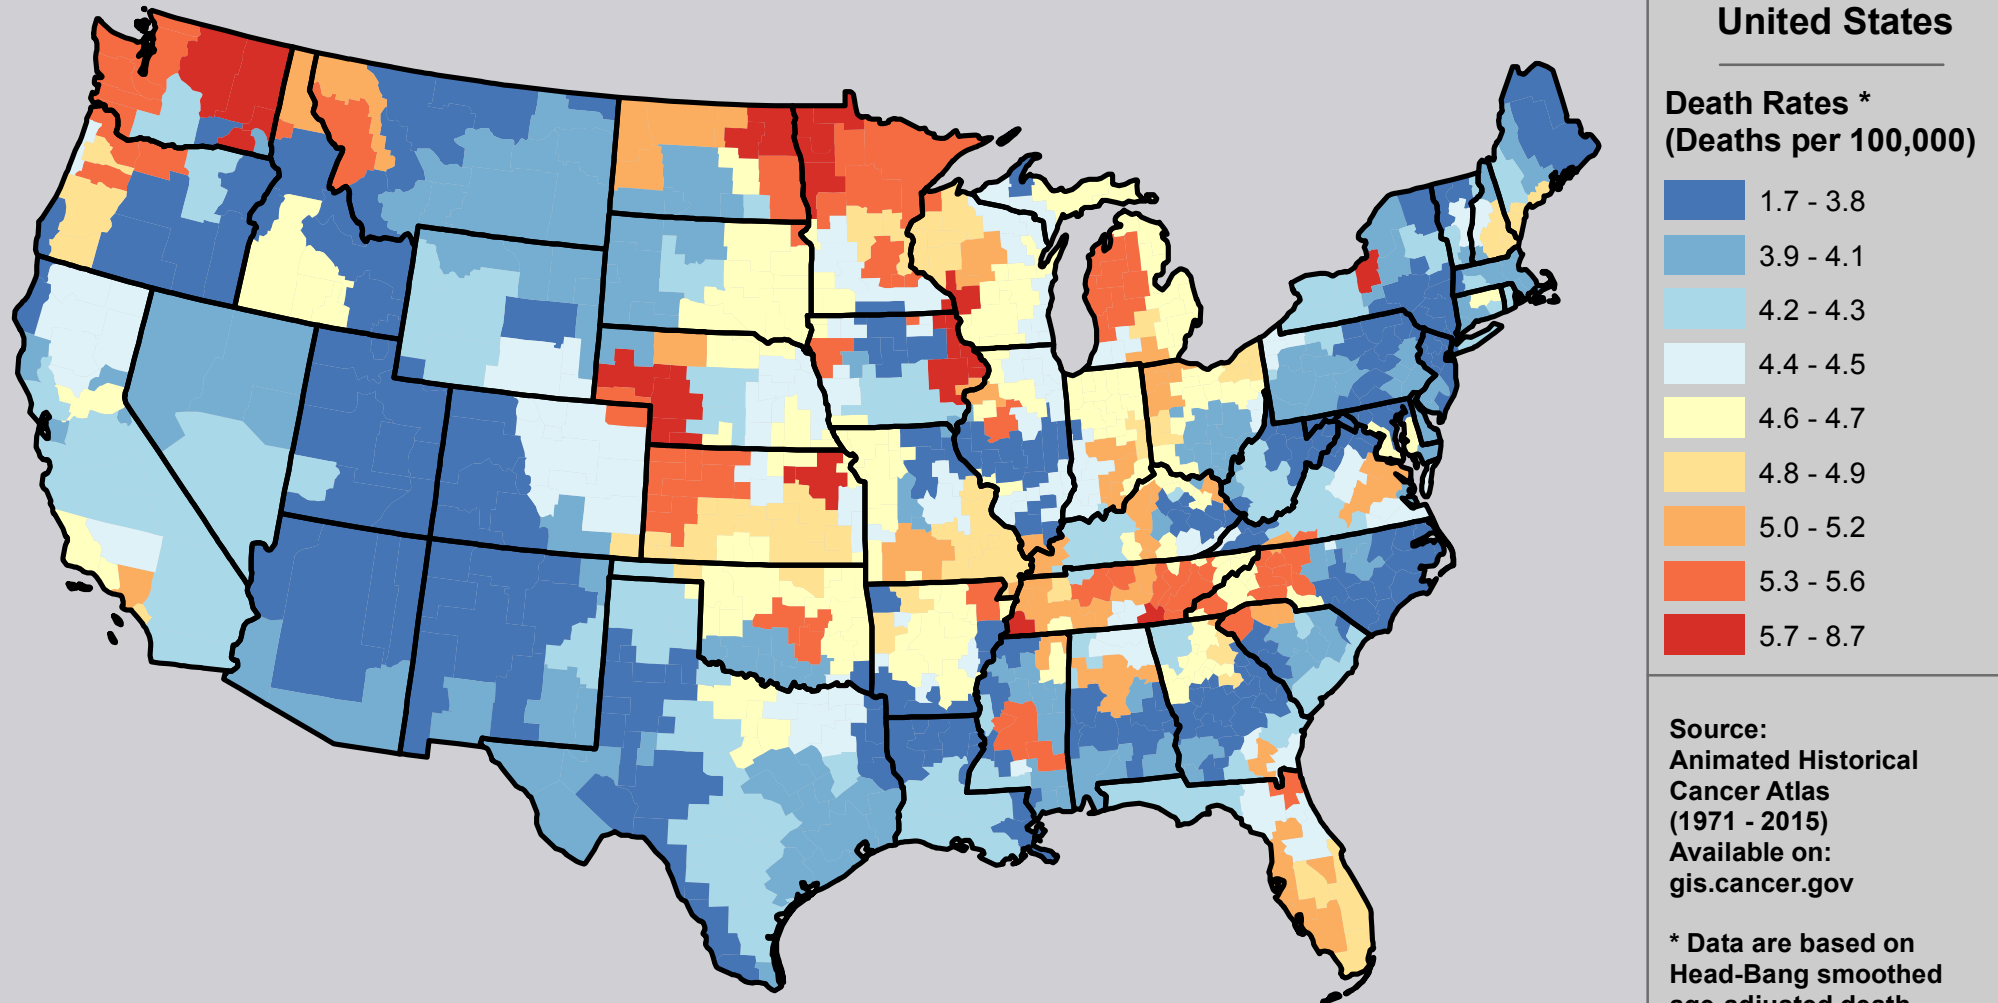 United States
Death Rates *
(Deaths per 100,000)
1.7 - 3.8
3.9 - 4.1
4.2 - 4.3
4.4 - 4.5
4.6 - 4.7
4.8 - 4.9
5.0 - 5.2
5.3 - 5.6
5.7 - 8.7
Source:
Animated Historical
Cancer Atlas
(1971 - 2015)
Available on:
gis.cancer.gov
* Data are based on
Head-Bang smoothed
age-adjusted death